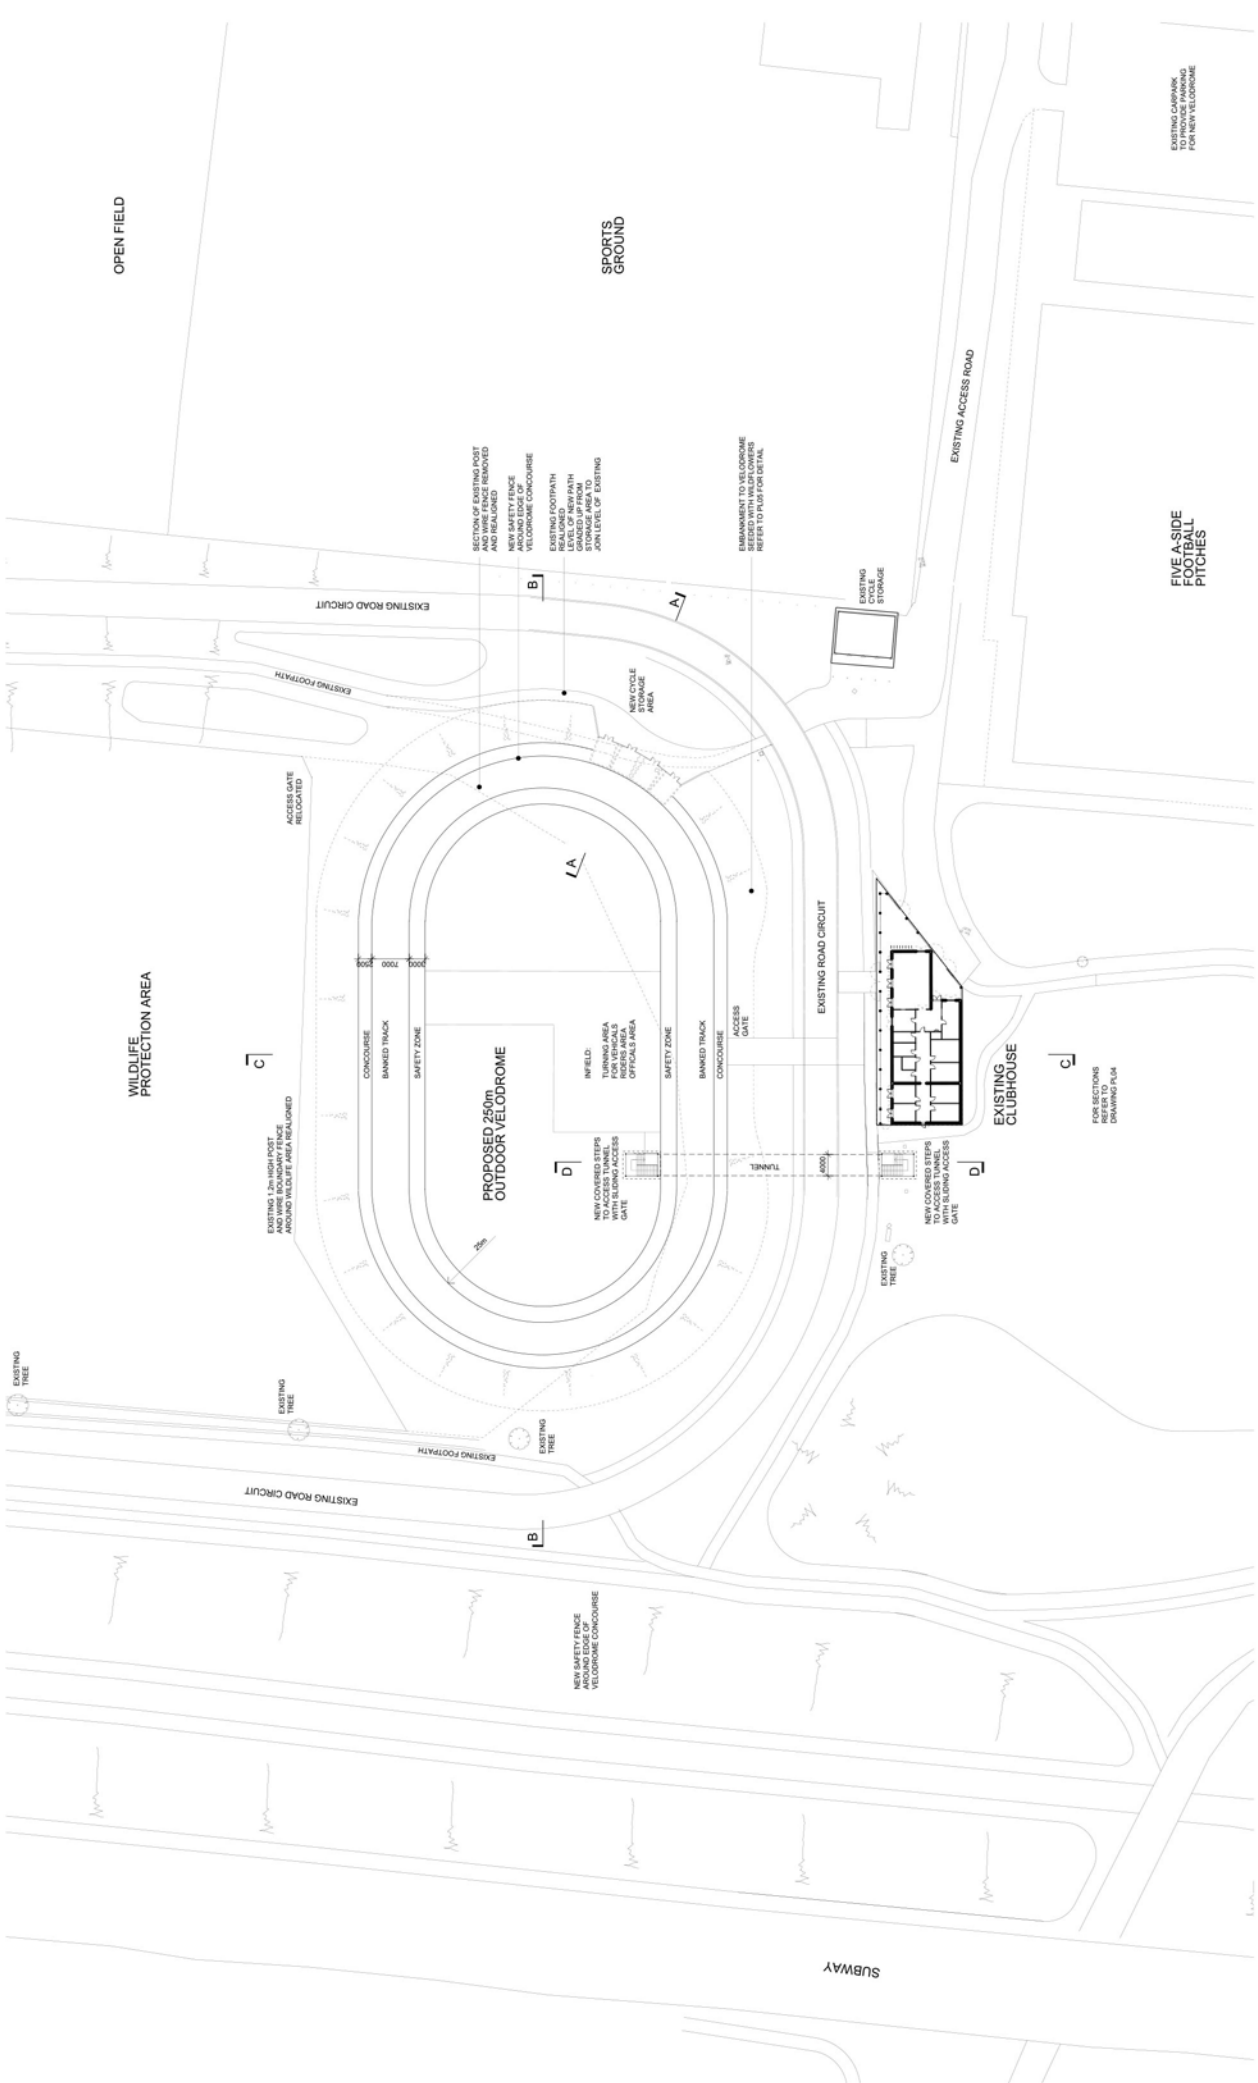 OPEN FIELD
SPORTS
GROUND
EXISTING CARPARK
TO PROVIDE PARKING
FOR NEW VELODROME
EXISTING ACCESS ROAD
FIVE A-SIDE
FOOTBALL
PITCHES
SECTION OF EXISTING POST
AND WIRE FENCE REMOVED
AND REALIGNED
NEW SAFETY FENCE
AROUND EDGE OF
VELODROME CONCOURSE
EXISTING FOOTPATH
REALIGNED
LEVEL OF NEW PATH
GRADED UP FROM
STORAGE AREA TO
JOIN LEVEL OF EXISTING
EMBANKMENT TO VELODROME
SEEDED WITH WILDFLOWERS
REFER TO PL05 FOR DETAIL
B
A
EXISTING
CYCLE
STORAGE
EXISTING ROAD CIRCUIT
EXISTING FOOTPATH
NEW CYCLE
STORAGE
AREA
ACCESS GATE
RELOCATED
A
WILDLIFE
PROTECTION AREA
2500
7000
3000
EXISTING ROAD CIRCUIT
C
CONCOURSE
BANKED TRACK
SAFETY ZONE
PROPOSED 250m
OUTDOOR VELODROME
INFIELD:
TURNING AREA
FOR VEHICALS
RIDERS AREA
OFFICALS AREA
SAFETY ZONE
BANKED TRACK
CONCOURSE
ACCESS
GATE
EXISTING
CLUBHOUSE
C
FOR SECTIONS
REFER TO
DRAWING PL04
EXISTING 1.2m HIGH POST
AND WIRE BOUNDARY FENCE
AROUND WILDLIFE AREA REALIGNED
D
NEW COVERED STEPS
TO ACCESS TUNNEL
WITH SLIDING ACCESS
GATE
TUNNEL
4000
NEW COVERED STEPS
TO ACCESS TUNNEL
WITH SLIDING ACCESS
GATE
D
25m
EXISTING
TREE
EXISTING
TREE
EXISTING
TREE
EXISTING
TREE
EXISTING FOOTPATH
EXISTING ROAD CIRCUIT
B
NEW SAFETY FENCE
AROUND EDGE OF
VELODROME CONCOURSE
SUBWAY